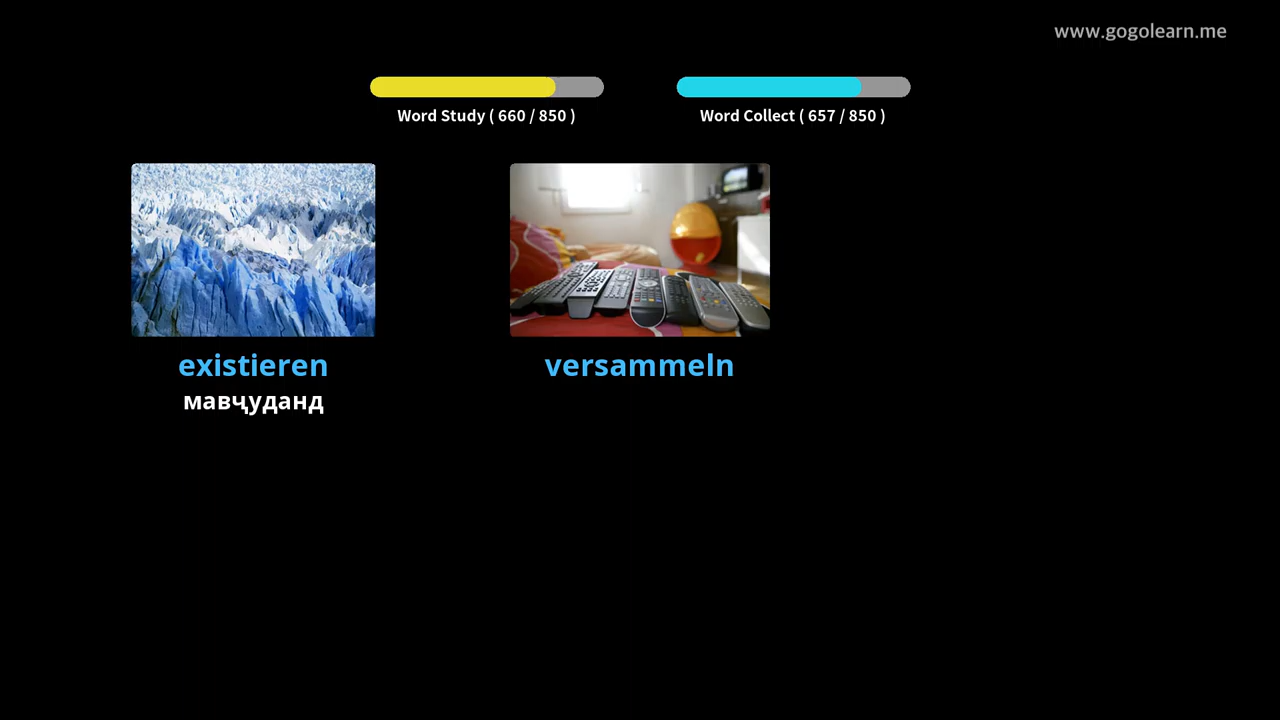 www.gogolearn.me
Word Study ( 660 / 850 )
Word Collect ( 657 / 850 )
existieren
мавҷуданд
versammeln